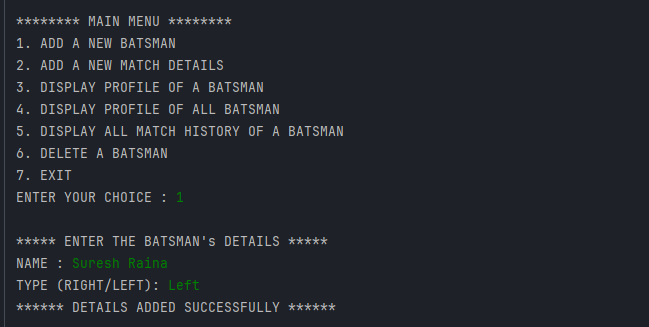 ******** MAIN MENU ********
1. ADD A NEW BATSMAN
2. ADD A NEW MATCH DETAILS
3. DISPLAY PROFILE OF A BATSMAN
4. DISPLAY PROFILE OF ALL BATSMAN
5. DISPLAY ALL MATCH HISTORY OF A BATSMAN
6. DELETE A BATSMAN
7. EXIT
ENTER YOUR CHOICE : 1
***** ENTER THE BATSMAN's DETAILS *****
NAME : Suresh Raina
TYPE (RIGHT/LEFT): Left
****** DETAILS ADDED SUCCESSFULLY ******